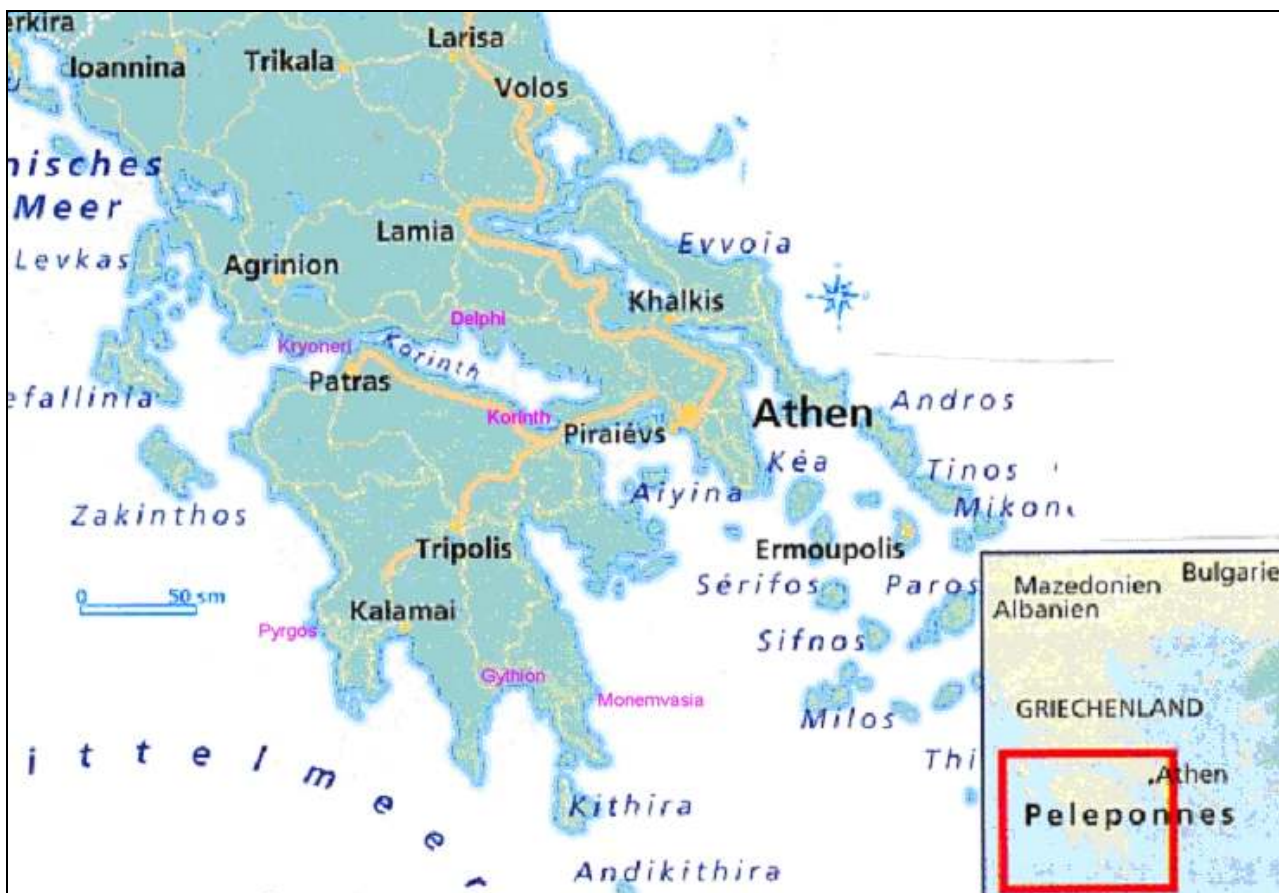 erkira
Larisa
Ioannina
Trikala
Volos
nisches
Meer
Levkas
Lamia
Evvoia
Agrinion
Khalkis
Delphi
Kryoneri
Korinth
Patras
efallinia
Korinth
Piraiévs
Athen
Andros
Kéa
Tinos
Aiyina
Mikon
Zakinthos
Tripolis
Ermoupolis
Sérifos
Paros
50 sm
0
Kalamai
Pyrgos
Sifnos
Gythion
Monemvasia
Milos
Thi
ittelmee
Kithira
Andikithira
Bulgarie
Mazedonien
Albanien
GRIECHENLAND
Athen
Peleponnes